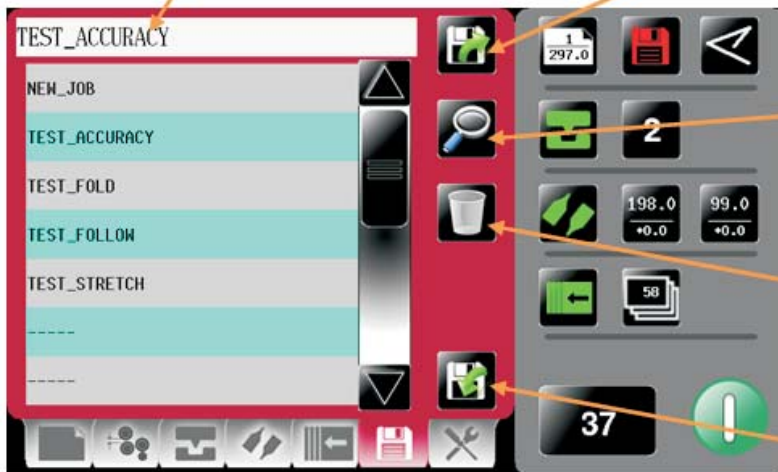 TEST_ACCURACY
NEW_JOB
TEST_ACCURACY
TEST_FOLD
TEST_FOLLOW
TEST_STRETCH
-----
-----
1
297.0
2
198.0
+0.0
99.0
+0.0
58
37